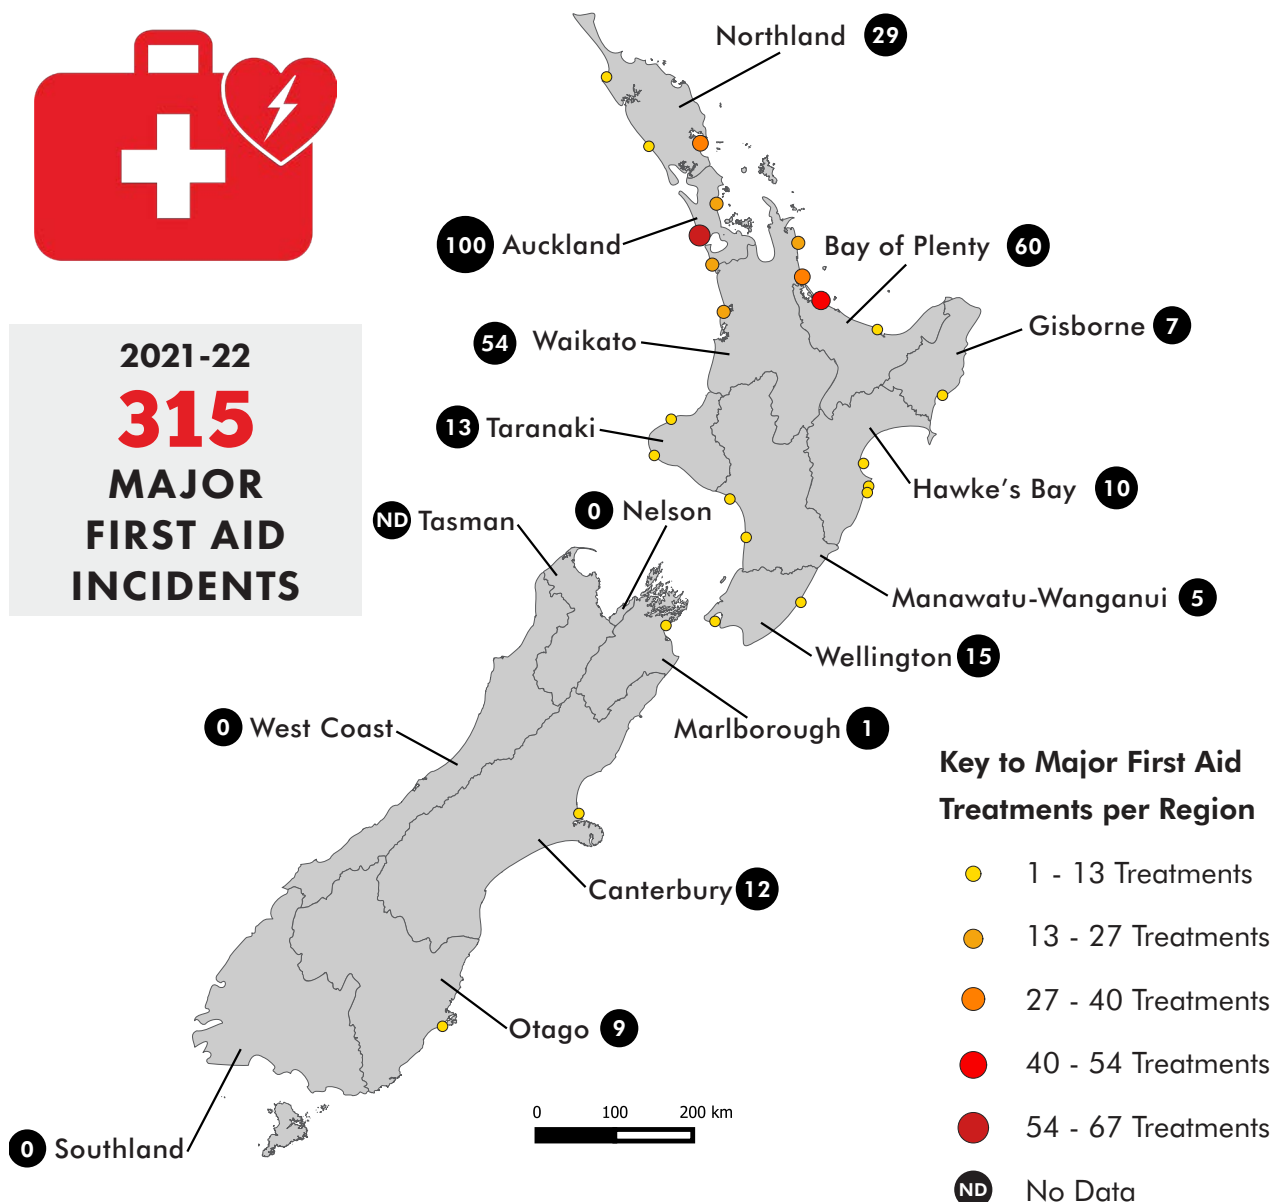 Northland 29
100 Auckland
Bay of Plenty 60
Gisborne 7
54 Waikato
2021-22
315
MAJOR
FIRST AID
INCIDENTS
13 Taranaki
Hawke's Bay 10
ND Tasman
0 Nelson
Manawatu-Wanganui 5
Wellington 15
0 West Coast
Marlborough 1
Canterbury 12
Otago 9
0 Southland
0 100 200 km
Key to Major First Aid
Treatments per Region
1 - 13 Treatments
13 - 27 Treatments
27 - 40 Treatments
40 - 54 Treatments
54 - 67 Treatments
ND No Data